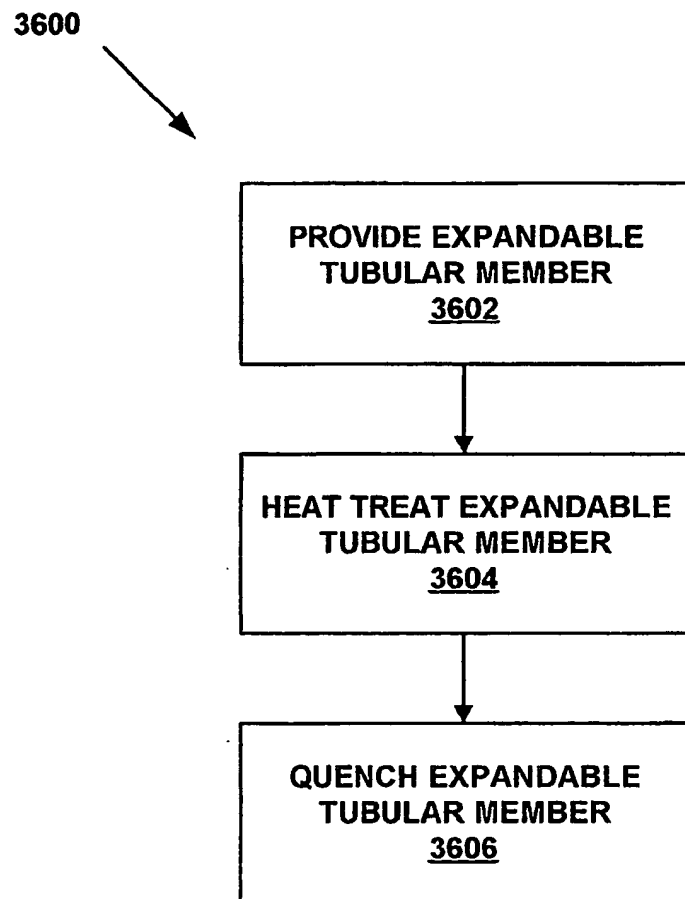 3600
PROVIDE EXPANDABLE
TUBULAR MEMBER
3602
HEAT TREAT EXPANDABLE
TUBULAR MEMBER
3604
QUENCH EXPANDABLE
TUBULAR MEMBER
3606